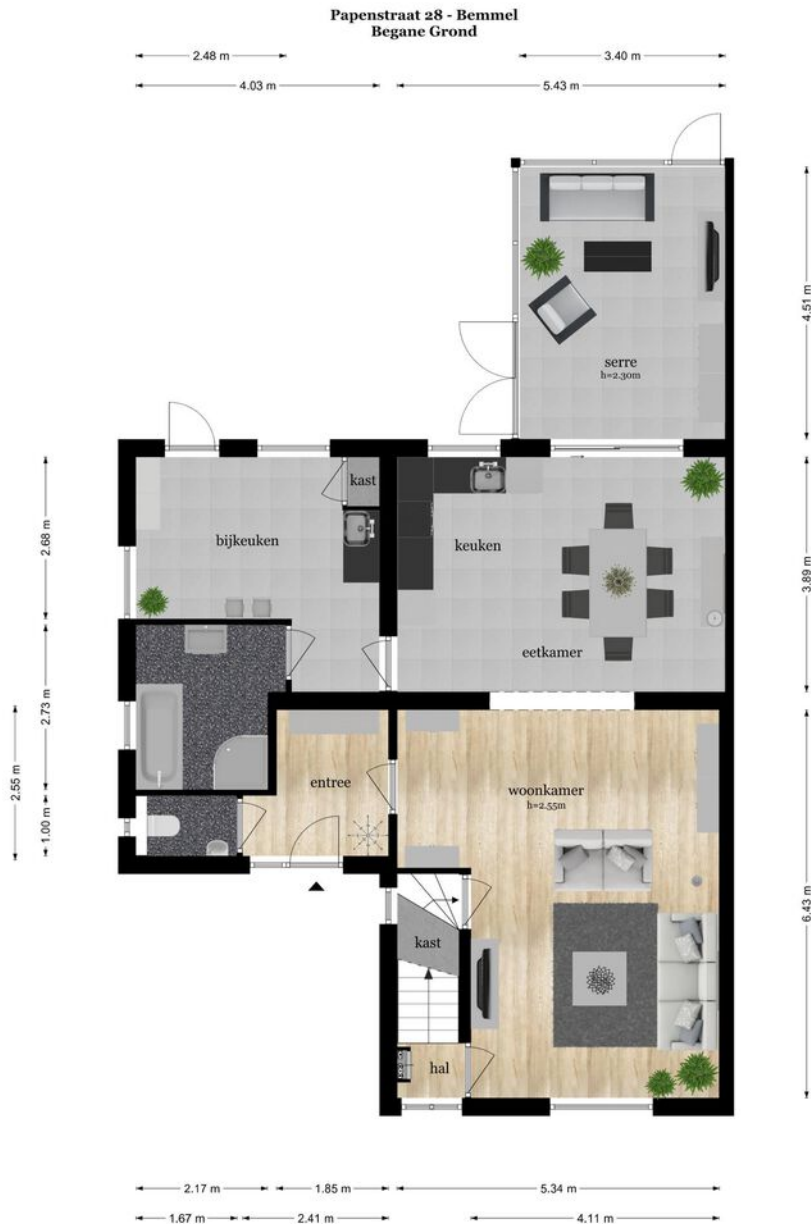 Papenstraat 28 - Bemmel
Begane Grond
2.48 m
3.40 m
4.03 m
5.43 m
4.51 m
serre
h=2.30m
kast
bijkeuken
keuken
eetkamer
2.68 m
3.89 m
2.73 m
2.55 m
1.00 m
entree
woonkamer
h=2.55m
6.43 m
kast
hal
2.17 m
1.85 m
5.34 m
1.67 m
2.41 m
4.11 m